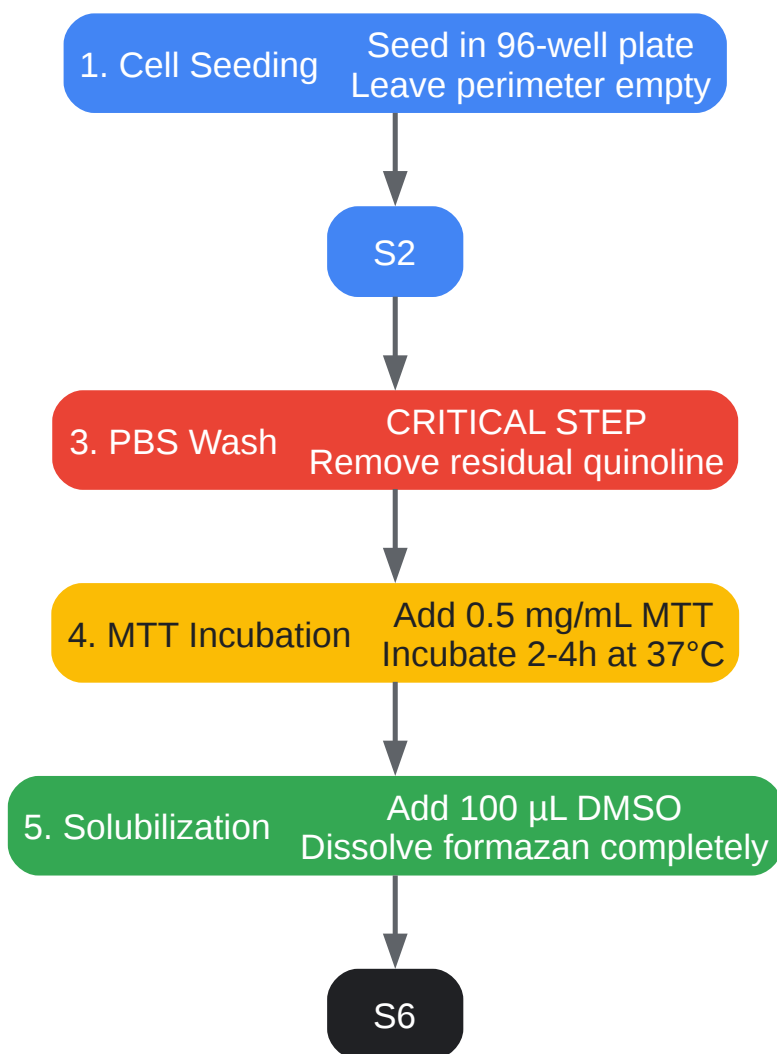 1. Cell Seeding
Seed in 96-well plate
Leave perimeter empty
S2
3. PBS Wash
CRITICAL STEP
Remove residual quinoline
4. MTT Incubation
Add 0.5 mg/mL MTT
Incubate 2-4h at 37°C
5. Solubilization
Add 100 µL DMSO
Dissolve formazan completely
S6